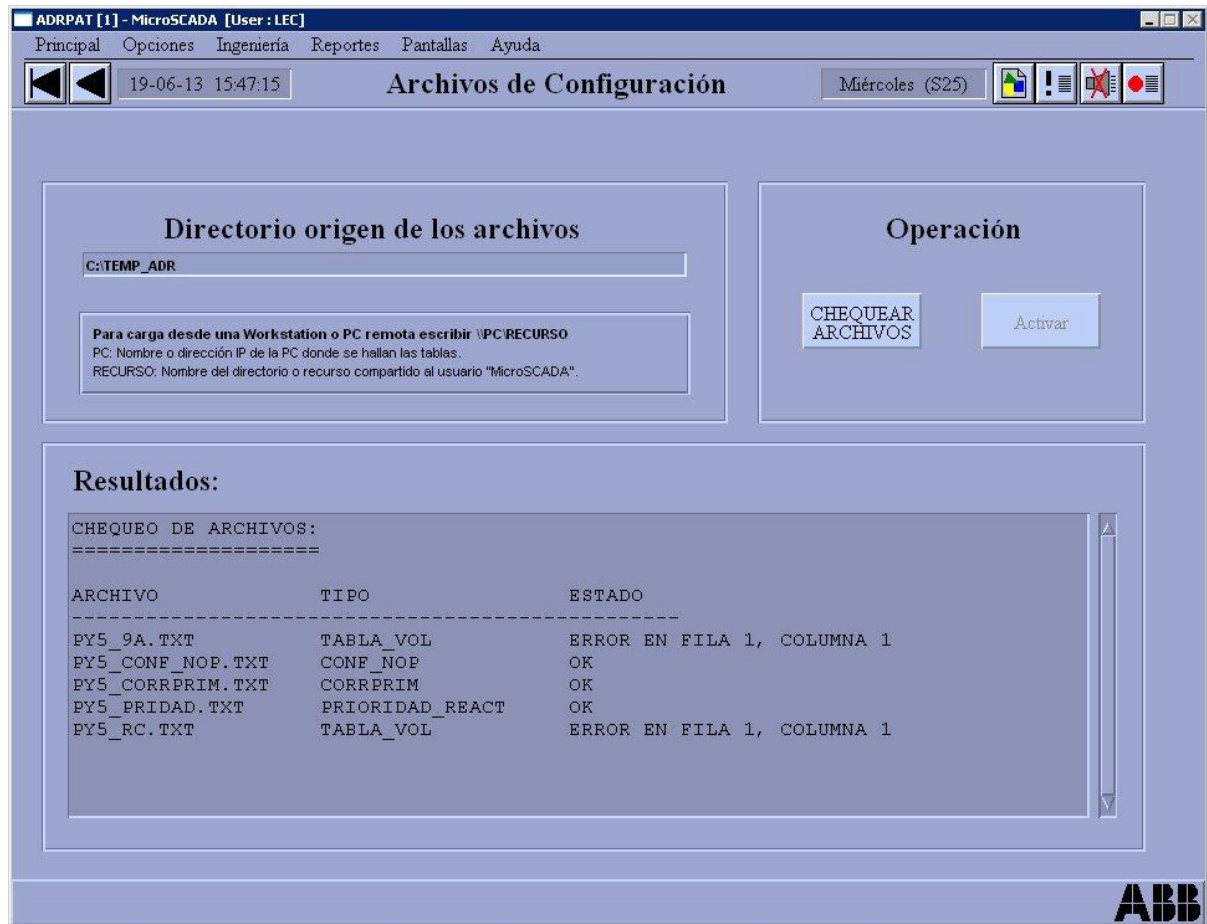 ADRPAT [1] - MicroSCADA [User : LEC]
Principal Opciones Ingeniería Reportes Pantallas Ayuda
19-06-13 15:47:15 Archivos de Configuración Miércoles (S25)
Directorio origen de los archivos
C:\TEMP_ADR
Para carga desde una Workstation o PC remota escribir \\PC\RECURSO
PC: Nombre o dirección IP de la PC donde se hallan las tablas.
RECURSO: Nombre del directorio o recurso compartido al usuario "MicroSCADA".
Operación
CHEQUEAR
ARCHIVOS
Activar
Resultados:
CHEQUEO DE ARCHIVOS:
====================
ARCHIVO TIPO ESTADO
-------------------------------------------------
PY5_9A.TXT TABLA_VOL ERROR EN FILA 1, COLUMNA 1
PY5_CONF_NOP.TXT CONF_NOP OK
PY5_CORRPRIM.TXT CORRPRIM OK
PY5_PRIDAD.TXT PRIORIDAD_REACT OK
PY5_RC.TXT TABLA_VOL ERROR EN FILA 1, COLUMNA 1
ABB